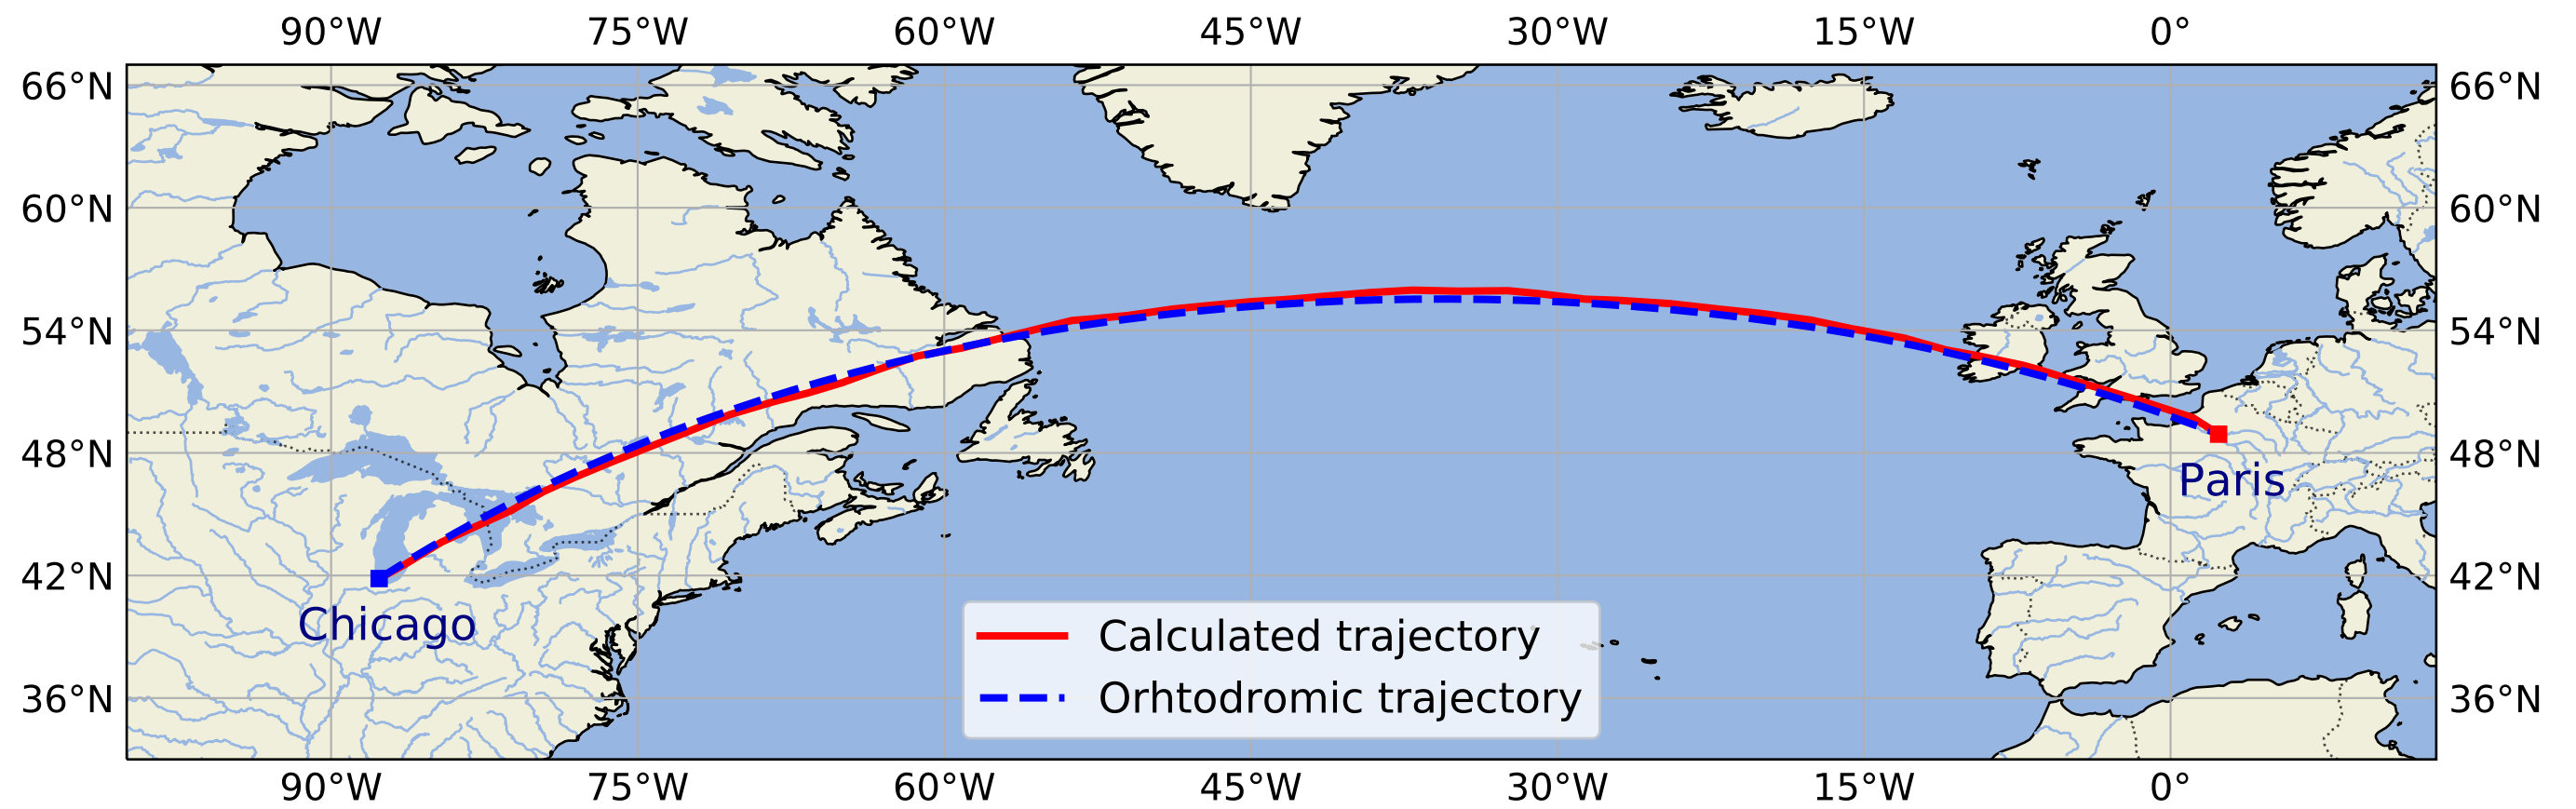 90°W 75°W 60°W 45°W 30°W 15°W 0°
66°N 66°N
60°N 60°N
54°N 54°N
48°N 48°N
Paris
42°N 42°N
Chicago
Calculated trajectory
Orhtodromic trajectory
36°N 36°N
90°W 75°W 60°W 45°W 30°W 15°W 0°